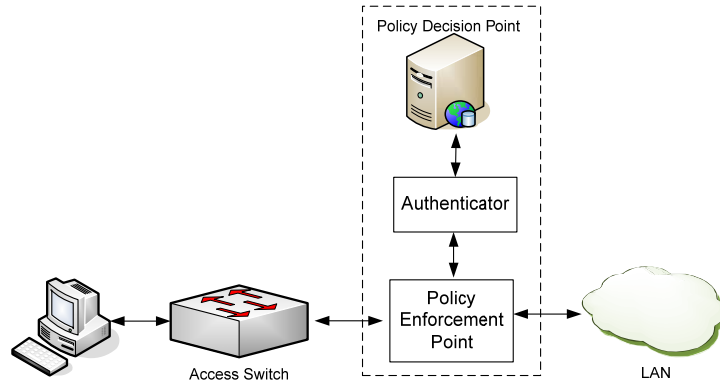 Policy Decision Point
Authenticator
Policy
Enforcement
Point
Access Switch
LAN